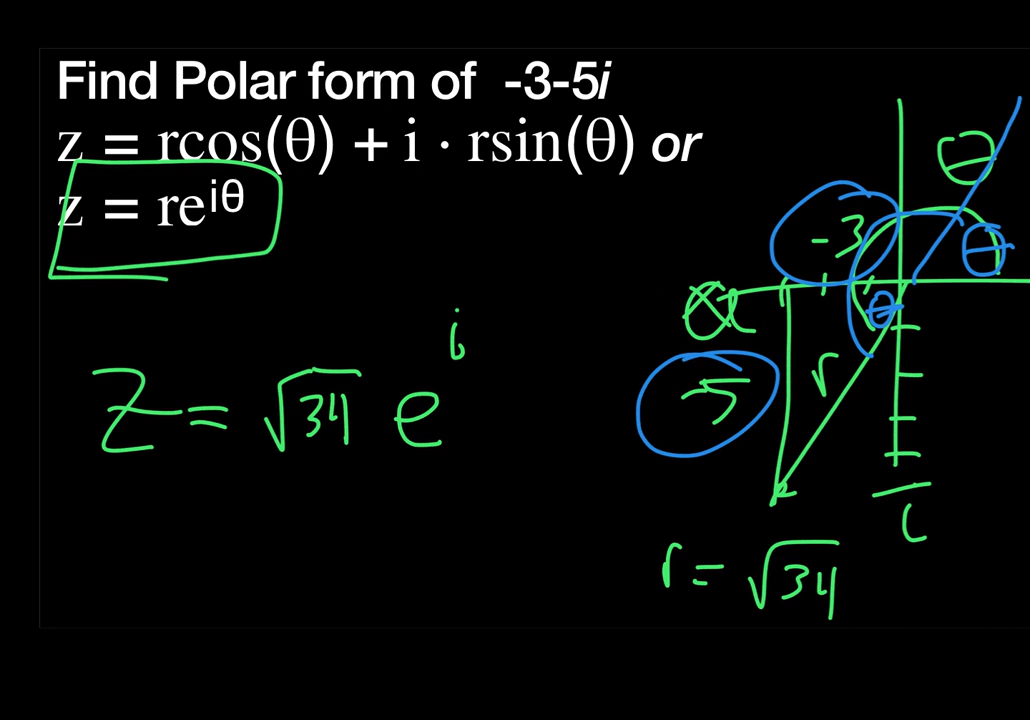 Find Polar form of -3-5i
z = rcos(θ) + i · rsin(θ) or
z = re^iθ
θ
-3
θ
θ
r
-5
Z = √34 e^i
i
r = √34